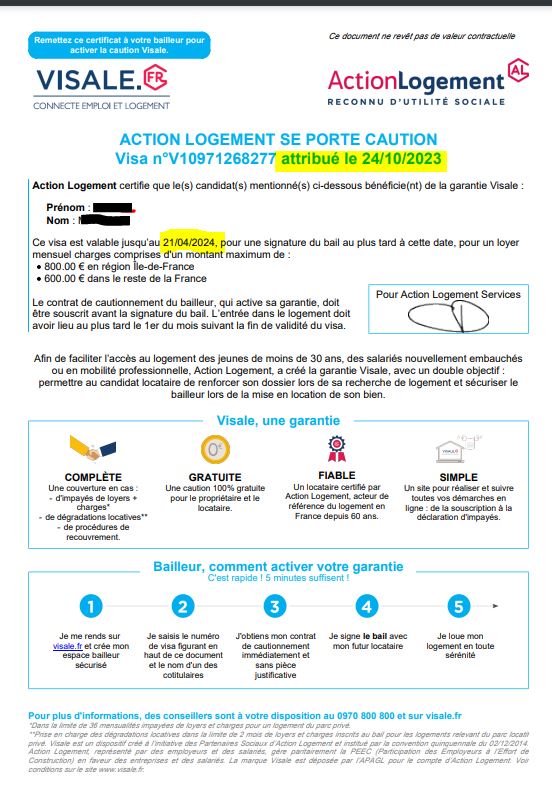 Remettez ce certificat à votre bailleur pour
activer la caution Visale.
Ce document ne revêt pas de valeur contractuelle
VISALE.FR
CONNECTE EMPLOI ET LOGEMENT
ActionLogement AL
RECONNU D'UTILITÉ SOCIALE
ACTION LOGEMENT SE PORTE CAUTION
Visa n°V10971268277 attribué le 24/10/2023
Action Logement certifie que le(s) candidat(s) mentionné(s) ci-dessous bénéficie(nt) de la garantie Visale :
Prénom :
Nom :
Ce visa est valable jusqu'au 21/04/2024, pour une signature du bail au plus tard à cette date, pour un loyer
mensuel charges comprises d'un montant maximum de :
• 800.00 € en région Île-de-France
• 600.00 € dans le reste de la France
Le contrat de cautionnement du bailleur, qui active sa garantie, doit
être souscrit avant la signature du bail. L'entrée dans le logement doit
avoir lieu au plus tard le 1er du mois suivant la fin de validité du visa.
Pour Action Logement Services
Afin de faciliter l'accès au logement des jeunes de moins de 30 ans, des salariés nouvellement embauchés
ou en mobilité professionnelle, Action Logement, a créé la garantie Visale, avec un double objectif :
permettre au candidat locataire de renforcer son dossier lors de sa recherche de logement et sécuriser le
bailleur lors de la mise en location de son bien.
Visale, une garantie
COMPLÈTE
Une couverture en cas :
- d'impayés de loyers +
charges*
- de dégradations locatives**
- de procédures de
recouvrement.
0€
GRATUITE
Une caution 100% gratuite
pour le propriétaire et le
locataire.
FIABLE
Un locataire certifié par
Action Logement, acteur de
référence du logement en
France depuis 60 ans.
SIMPLE
Un site pour réaliser et suivre
toutes vos démarches en
ligne : de la souscription à la
déclaration d'impayés.
Bailleur, comment activer votre garantie
C'est rapide ! 5 minutes suffisent !
1
Je me rends sur
visale.fr et crée mon
espace bailleur
sécurisé
2
Je saisis le numéro
de visa figurant en
haut de ce document
et le nom d'un des
cotitulaires
3
J'obtiens mon contrat
de cautionnement
immédiatement et
sans pièce
justificative
4
Je signe le bail avec
mon futur locataire
5
Je loue mon
logement en toute
sérénité
Pour plus d'informations, des conseillers sont à votre disposition au 0970 800 800 et sur visale.fr
*Dans la limite de 36 mensualités impayées de loyers et charges pour un logement du parc privé.
**Prise en charge des dégradations locatives dans la limite de 2 mois de loyers et charges inscrits au bail pour les logements relevant du parc locatif
privé. Visale est un dispositif créé à l'initiative des Partenaires Sociaux d'Action Logement et institué par la convention quinquennale du 02/12/2014.
Action Logement, représenté par des employeurs et des salariés, gère paritairement la PEEC (Participation des Employeurs à l'Effort de
Construction) en faveur des entreprises et des salariés. La marque Visale est déposée par l'APAGL pour le compte d'Action Logement. Voir
conditions sur le site www.visale.fr.